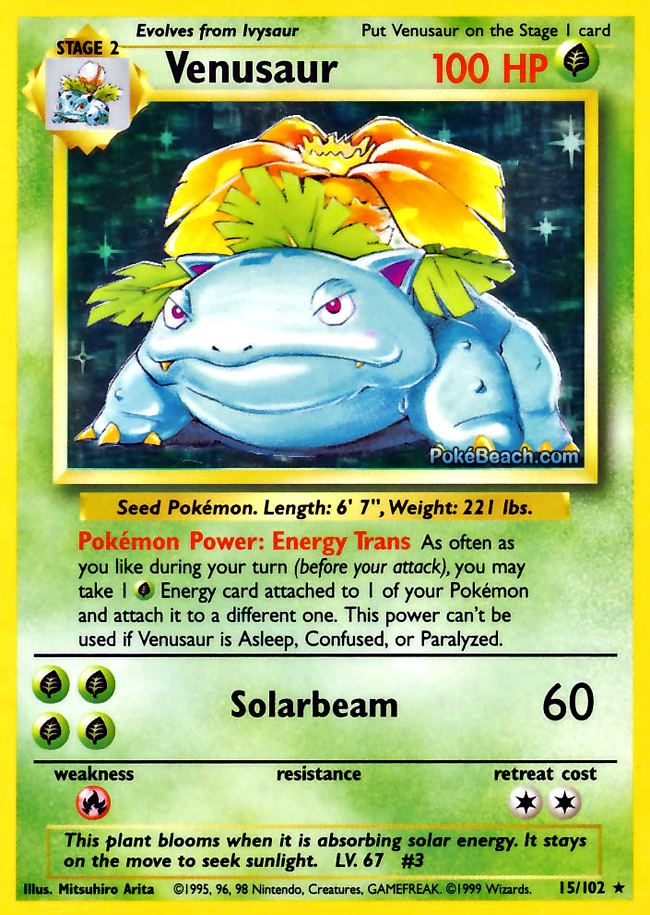 Evolves from Ivysaur Put Venusaur on the Stage 1 card
STAGE 2
Venusaur 100 HP
PokéBeach.com
Seed Pokémon. Length: 6' 7", Weight: 221 lbs.
Pokémon Power: Energy Trans As often as
you like during your turn (before your attack), you may
take 1 Energy card attached to 1 of your Pokémon
and attach it to a different one. This power can't be
used if Venusaur is Asleep, Confused, or Paralyzed.
Solarbeam 60
weakness resistance retreat cost
This plant blooms when it is absorbing solar energy. It stays
on the move to seek sunlight. LV. 67 #3
Illus. Mitsuhiro Arita ©1995, 96, 98 Nintendo, Creatures, GAMEFREAK. ©1999 Wizards. 15/102 ★